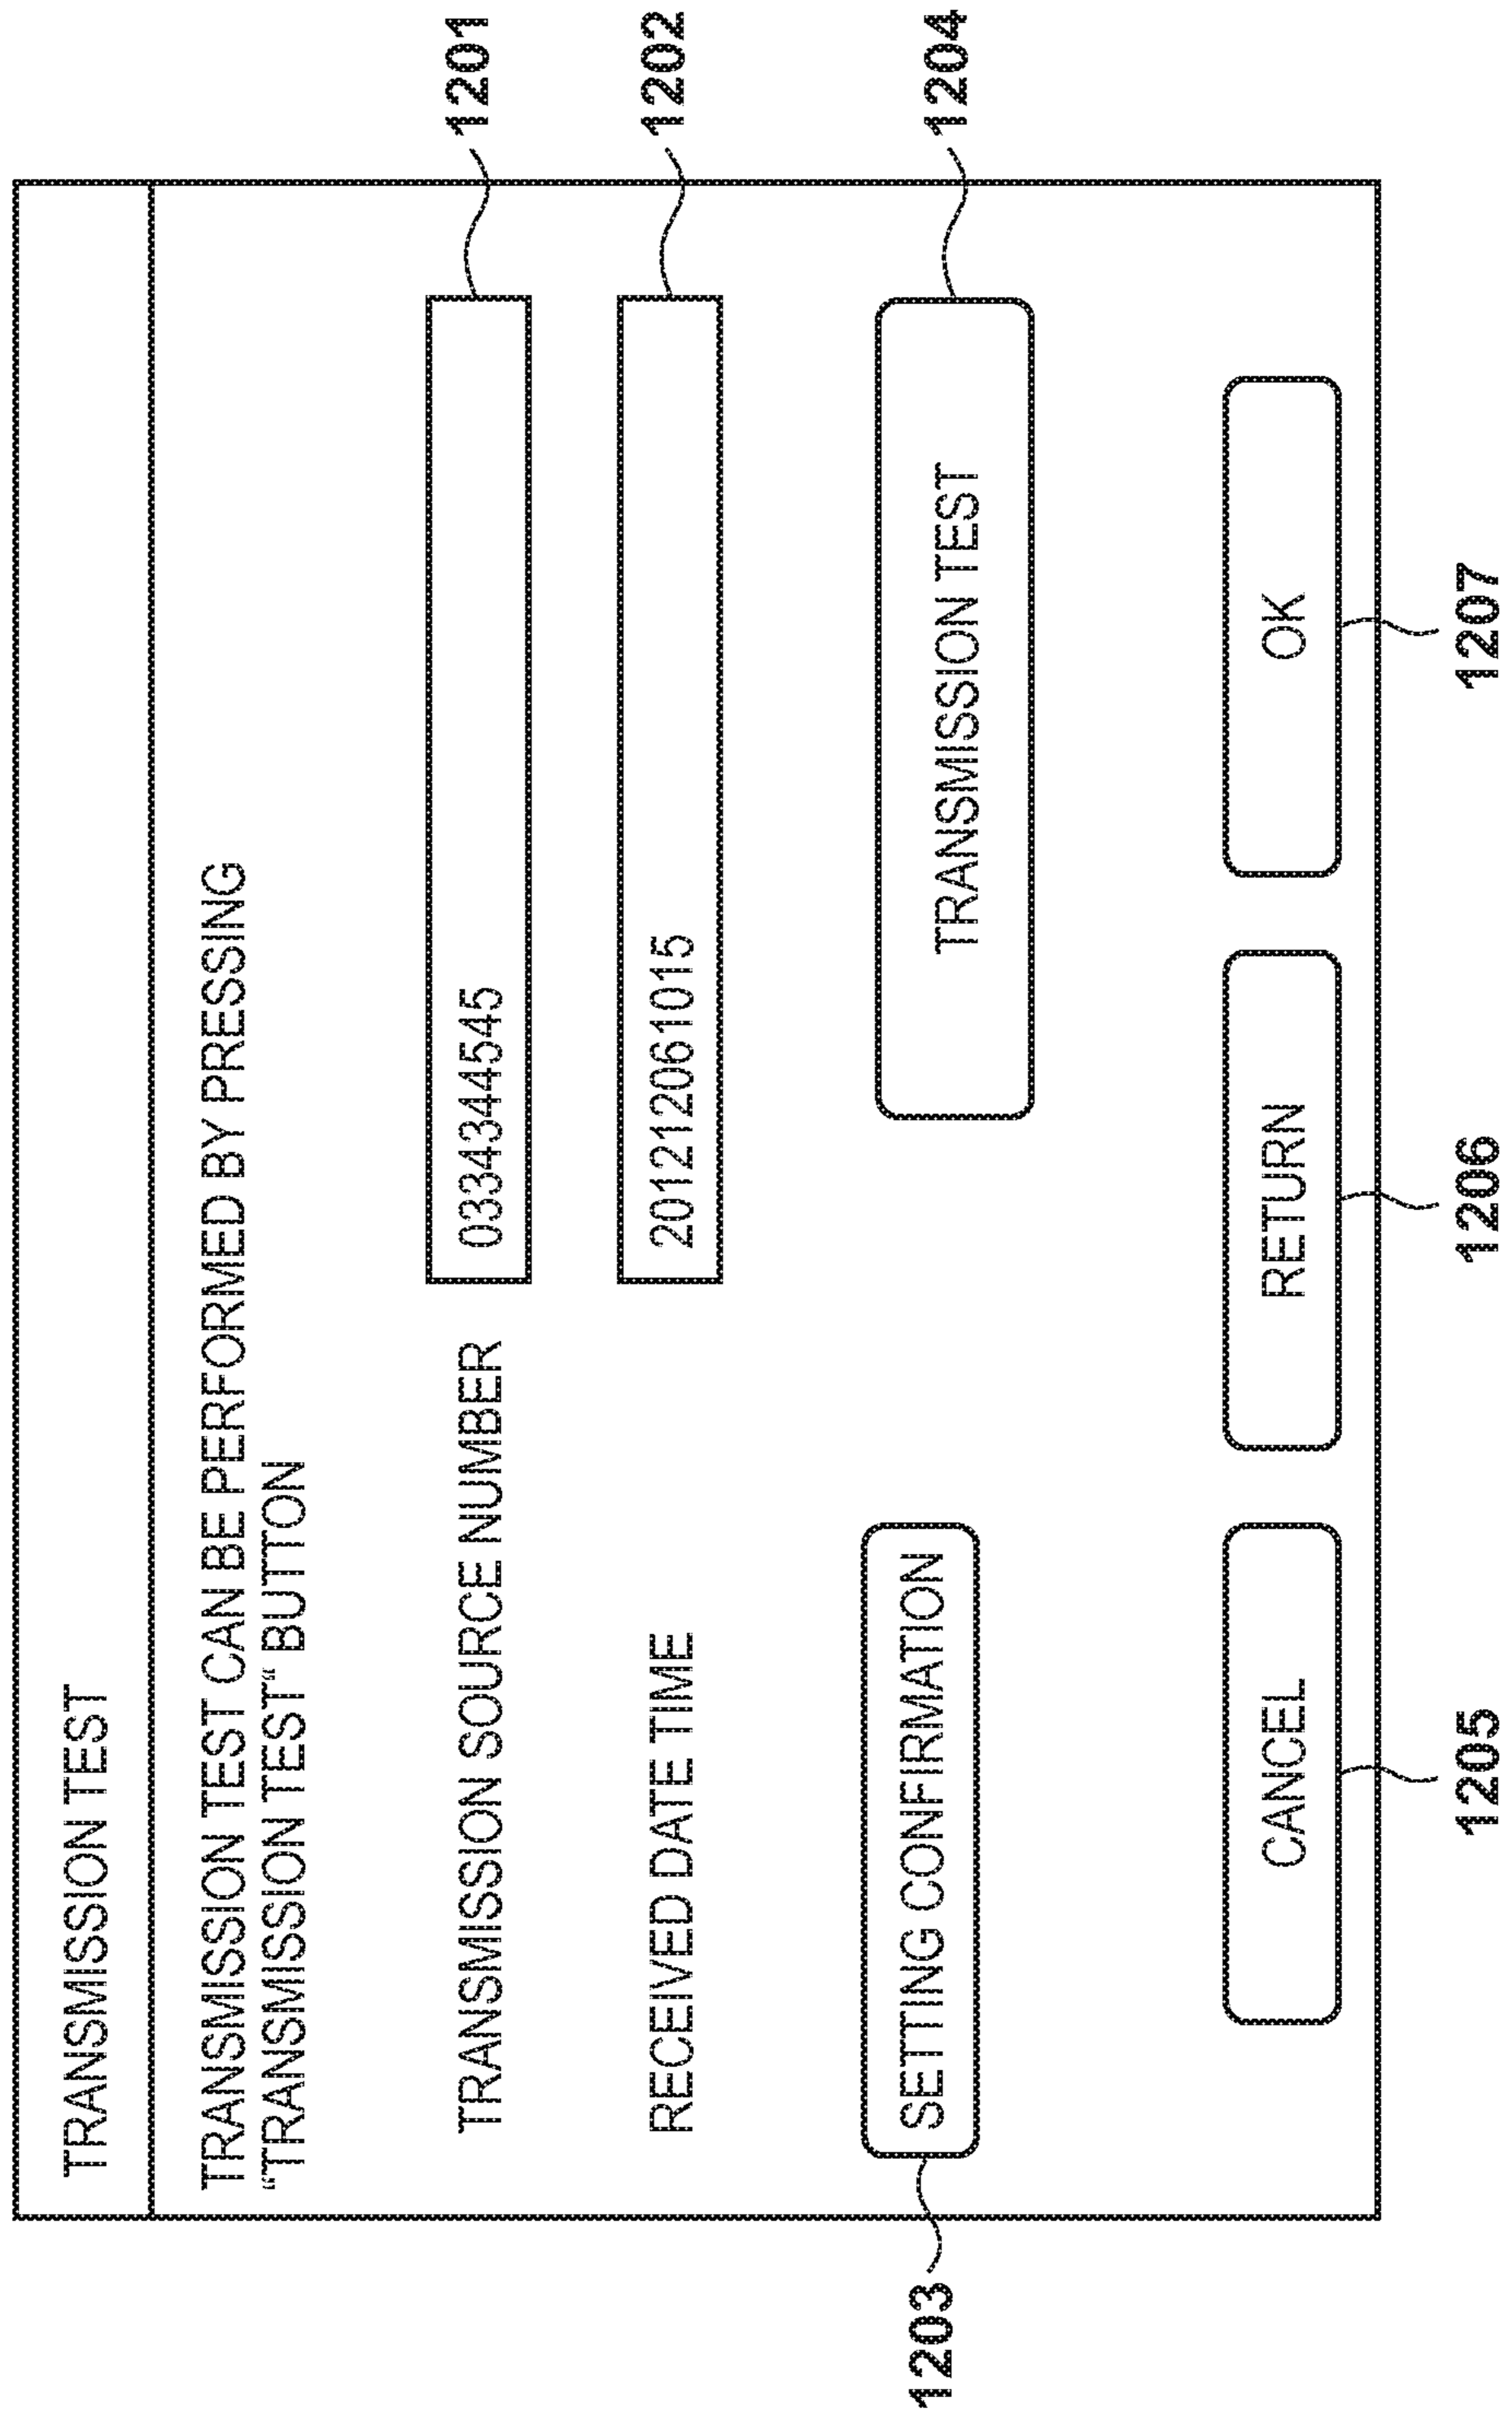 TRANSMISSION TEST
TRANSMISSION TEST CAN BE PERFORMED BY PRESSING
“TRANSMISSION TEST“ BUTTON
TRANSMISSION SOURCE NUMBER
0334344545
1201
RECEIVED DATE TIME
201212061015
1202
1203
SETTING CONFIRMATION
TRANSMISSION TEST
1204
CANCEL
RETURN
OK
1205
1206
1207